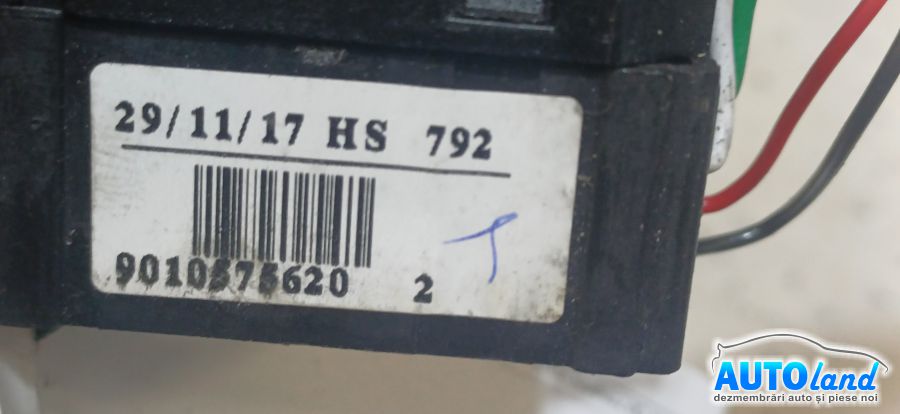 29/11/17 HS 792
9010575620 2
AUTOland
dezmembrări auto și piese noi